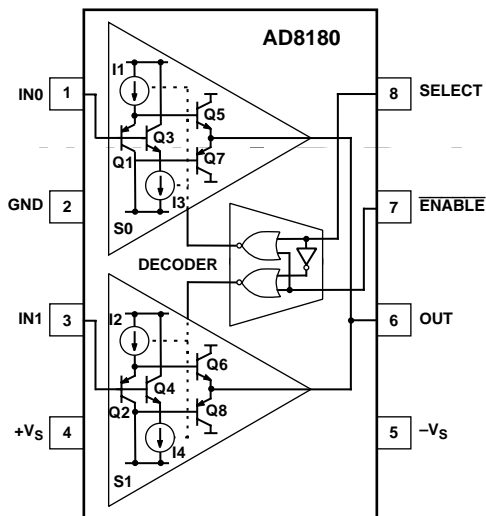 AD8180
I1
IN0
1
8
SELECT
Q5
Q3
Q1
Q7
I3
GND
2
7
ENABLE
S0
DECODER
IN1
3
6
OUT
I2
Q6
Q4
Q2
Q8
+VS
4
5
–VS
I4
S1